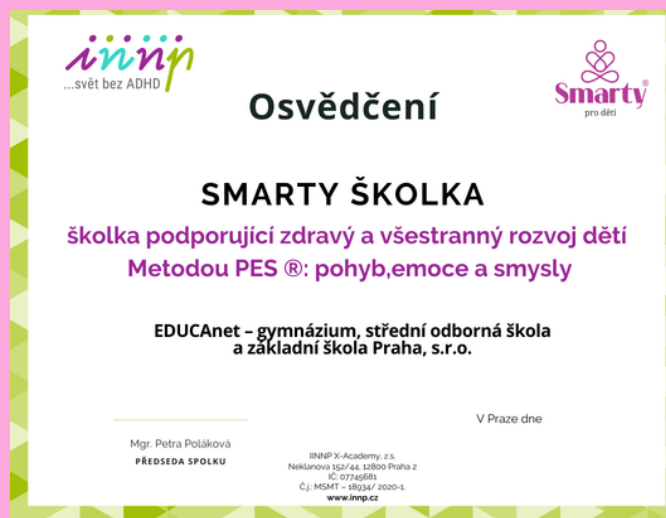 innp
...svět bez ADHD
Smarty®
pro děti
Osvědčení
SMARTY ŠKOLKA
školka podporující zdravý a všestranný rozvoj dětí
Metodou PES ®: pohyb,emoce a smysly
EDUCAnet – gymnázium, střední odborná škola
a základní škola Praha, s.r.o.
V Praze dne
Mgr. Petra Poláková
PŘEDSEDA SPOLKU
IINNP X-Academy, z.s.
Neklanova 152/44, 12800 Praha 2
IČ: 07745681
Č.j.: MSMT – 18934/ 2020-1
www.innp.cz